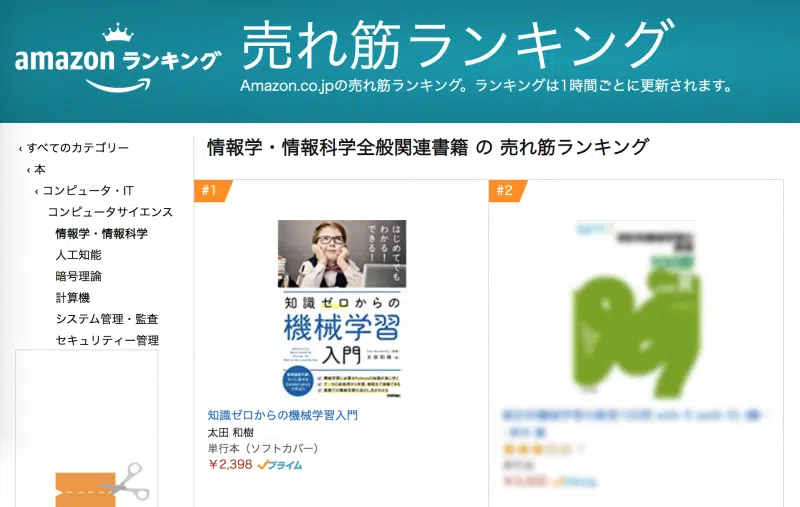 amazon ランキング
売れ筋ランキング
Amazon.co.jpの売れ筋ランキング。ランキングは1時間ごとに更新されます。
‹ すべてのカテゴリー
‹ 本
‹ コンピュータ・IT
コンピュータサイエンス
情報学・情報科学
人工知能
暗号理論
計算機
システム管理・監査
セキュリティー管理
情報学・情報科学全般関連書籍 の 売れ筋ランキング
#1
はじめてでも
わかる!
できる!
知識ゼロからの
機械学習
入門
太田和樹
知識ゼロからの機械学習入門
太田 和樹
単行本（ソフトカバー）
￥2,398 プライム
#2